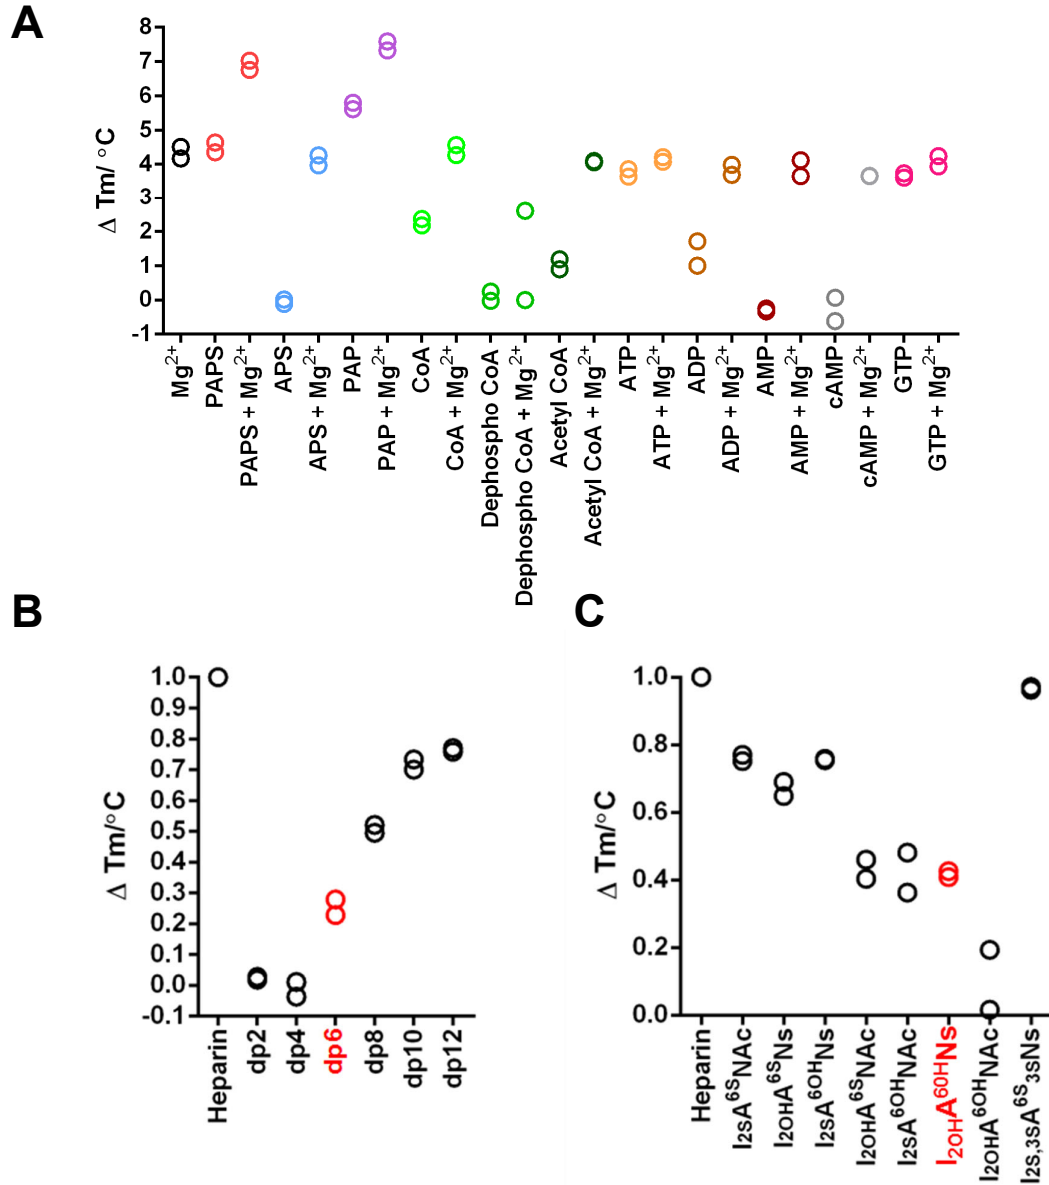 A
8
7
6
5
4
3
2
1
0
-1
Δ Tm/ °C
Mg2+
PAPS
PAPS + Mg2+
APS
APS + Mg2+
PAP
PAP + Mg2+
CoA
CoA + Mg2+
Dephospho CoA
Dephospho CoA + Mg2+
Acetyl CoA
Acetyl CoA + Mg2+
ATP
ATP + Mg2+
ADP
ADP + Mg2+
AMP
AMP + Mg2+
cAMP
cAMP + Mg2+
GTP
GTP + Mg2+
B
1.0
0.9
0.8
0.7
0.6
0.5
0.4
0.3
0.2
0.1
0.0
-0.1
Δ Tm/°C
Heparin
dp2
dp4
dp6
dp8
dp10
dp12
C
1.0
0.8
0.6
0.4
0.2
0.0
Δ Tm/°C
Heparin
I2SA6SNAc
I2OHA6SNs
I2SA6OHNs
I2OHA6SNAc
I2SA6OHNAc
I2OHA6OHNs
I2OHA6OHNAc
I2S,3SA6S3SNs